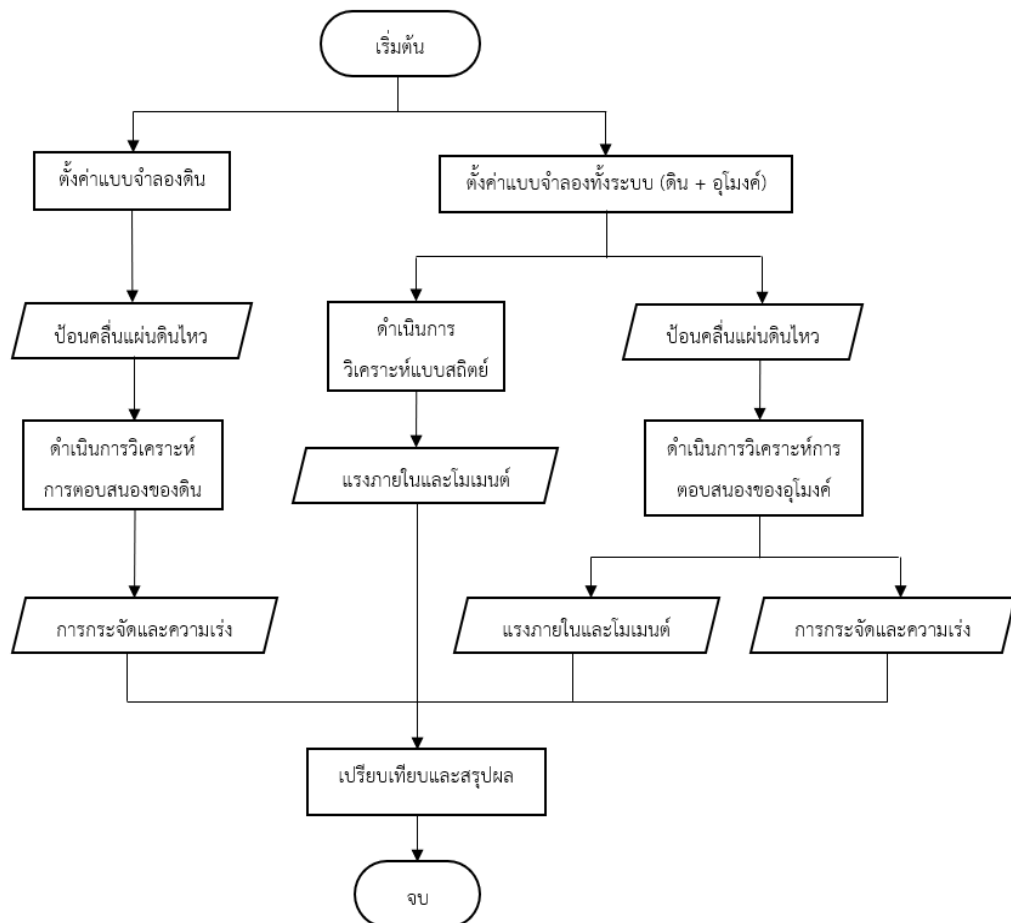 เริ่มต้น
ตั้งค่าแบบจำลองดิน
ตั้งค่าแบบจำลองทั้งระบบ (ดิน + อุโมงค์)
ป้อนคลื่นแผ่นดินไหว
ดำเนินการ
วิเคราะห์แบบสถิตย์
ป้อนคลื่นแผ่นดินไหว
ดำเนินการวิเคราะห์
การตอบสนองของดิน
แรงภายในและโมเมนต์
ดำเนินการวิเคราะห์การ
ตอบสนองของอุโมงค์
การกระจัดและความเร่ง
แรงภายในและโมเมนต์
การกระจัดและความเร่ง
เปรียบเทียบและสรุปผล
จบ